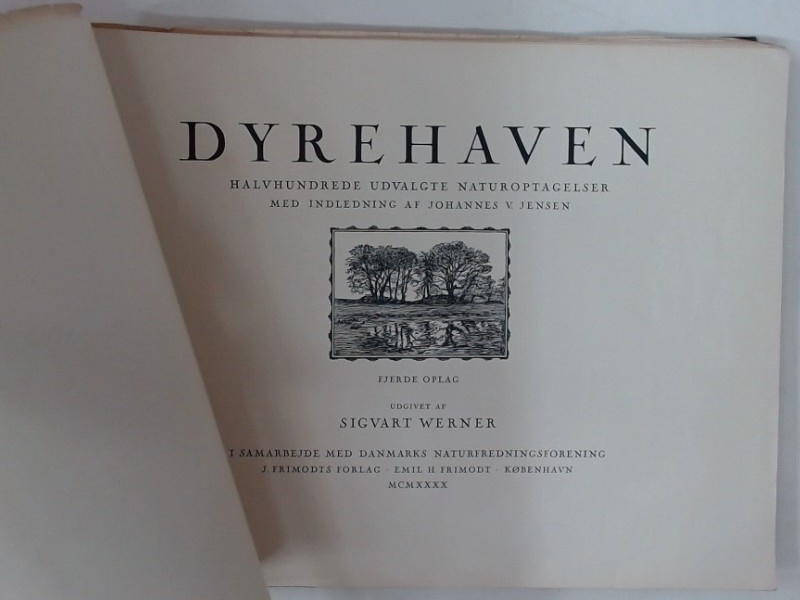 DYREHAVEN
HALVHUNDREDE UDVALGTE NATUROPTAGELSER
MED INDLEDNING AF JOHANNES V. JENSEN
FJERDE OPLAG
UDGIVET AF
SIGVART WERNER
I SAMARBEJDE MED DANMARKS NATURFREDNINGSFORENING
J. FRIMODTS FORLAG · EMIL H. FRIMODT · KØBENHAVN
MCMXXXX